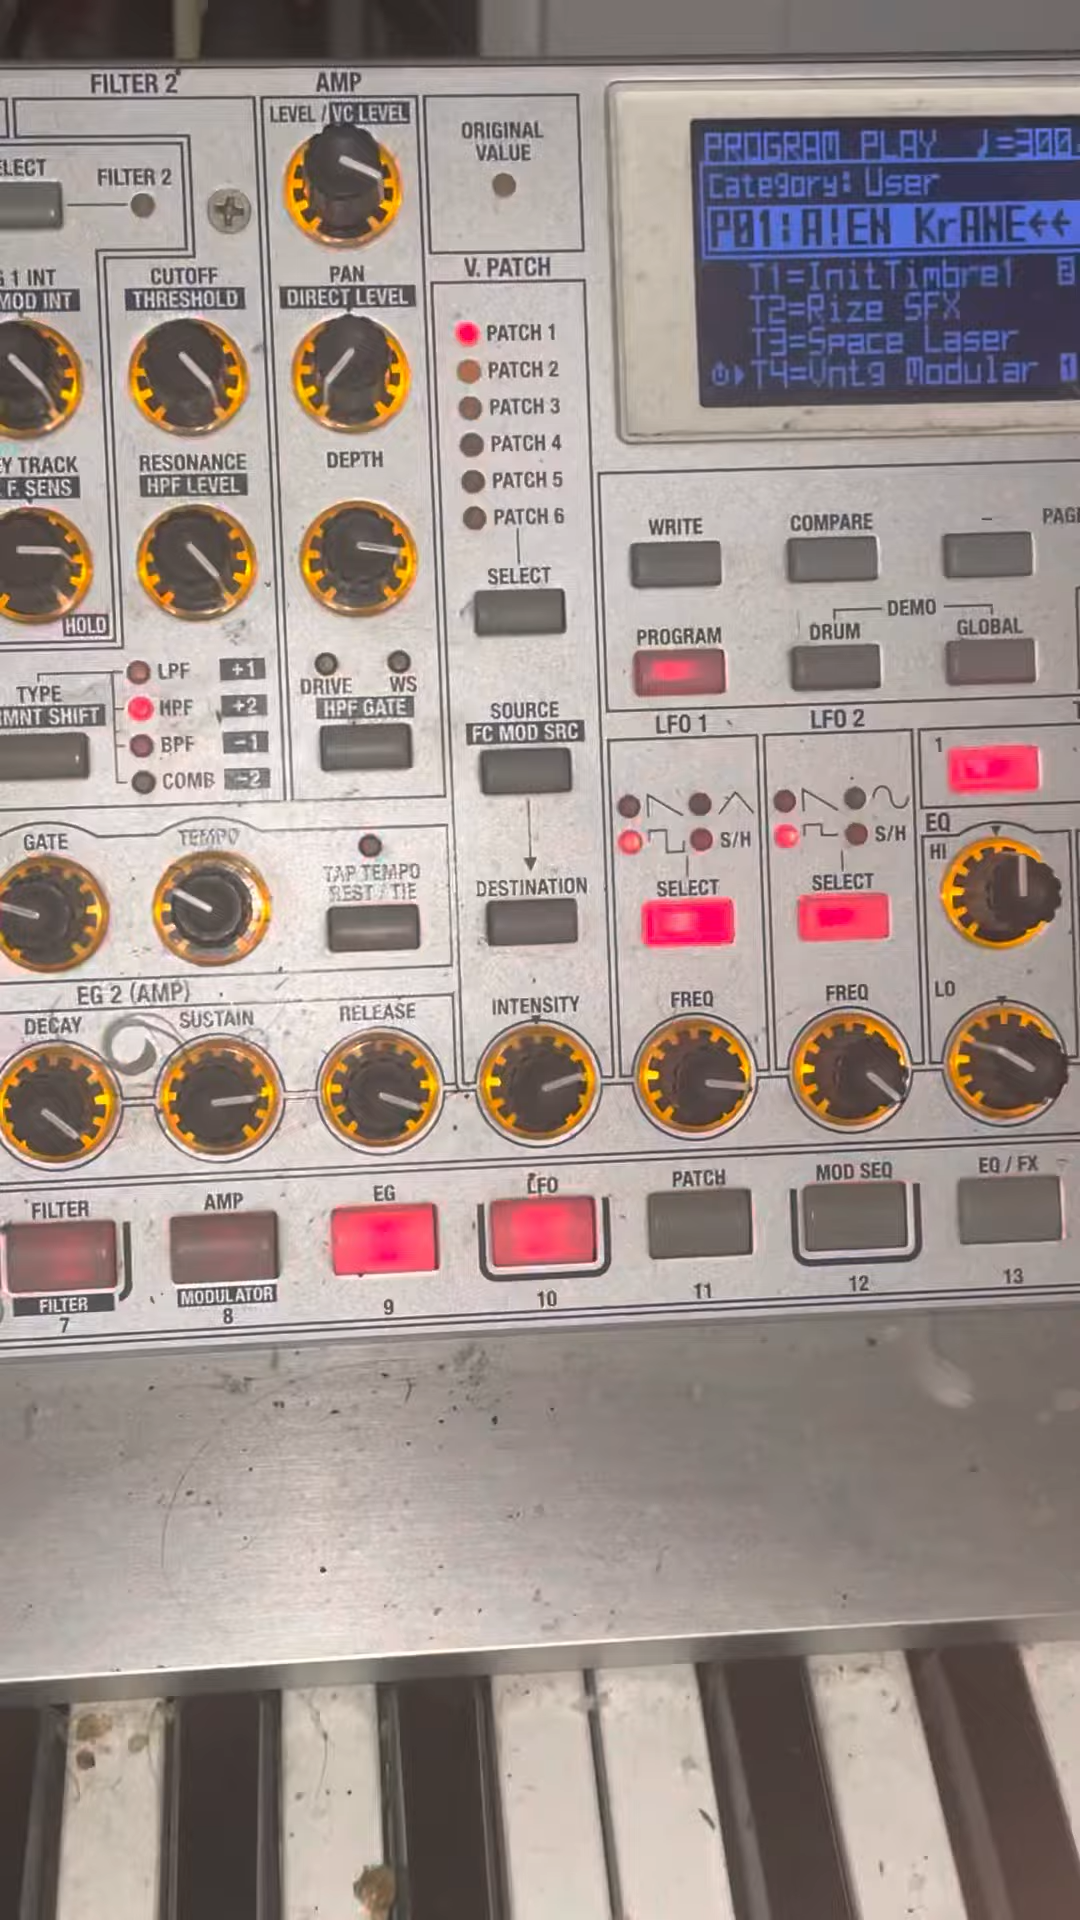 FILTER 2
AMP
LEVEL / VC LEVEL
ORIGINAL
VALUE
FILTER 2
PROGRAM PLAY ♩=300.
Category: User
P01:A!EN KrANE←←
T1=InitTimbre1 2
T2=Rize SFX
T3=Space Laser
T4=Vntg Modular 1
1 INT
MOD INT
CUTOFF
THRESHOLD
PAN
DIRECT LEVEL
V. PATCH
PATCH 1
PATCH 2
PATCH 3
PATCH 4
PATCH 5
PATCH 6
SELECT
Y TRACK
F. SENS
HOLD
RESONANCE
HPF LEVEL
DEPTH
WRITE
COMPARE
–
PROGRAM
DEMO
DRUM
GLOBAL
TYPE
MNT SHIFT
LPF +1
HPF +2
BPF -1
COMB -2
DRIVE
WS
HPF GATE
SOURCE
FC MOD SRC
DESTINATION
INTENSITY
LFO 1
S/H
SELECT
FREQ
LFO 2
S/H
SELECT
FREQ
1
EQ
HI
LO
GATE
TEMPO
TAP TEMPO
REST / TIE
EG 2 (AMP)
DECAY
SUSTAIN
RELEASE
FILTER
FILTER
7
AMP
MODULATOR
8
EG
9
LFO
10
PATCH
11
MOD SEQ
12
EQ / FX
13